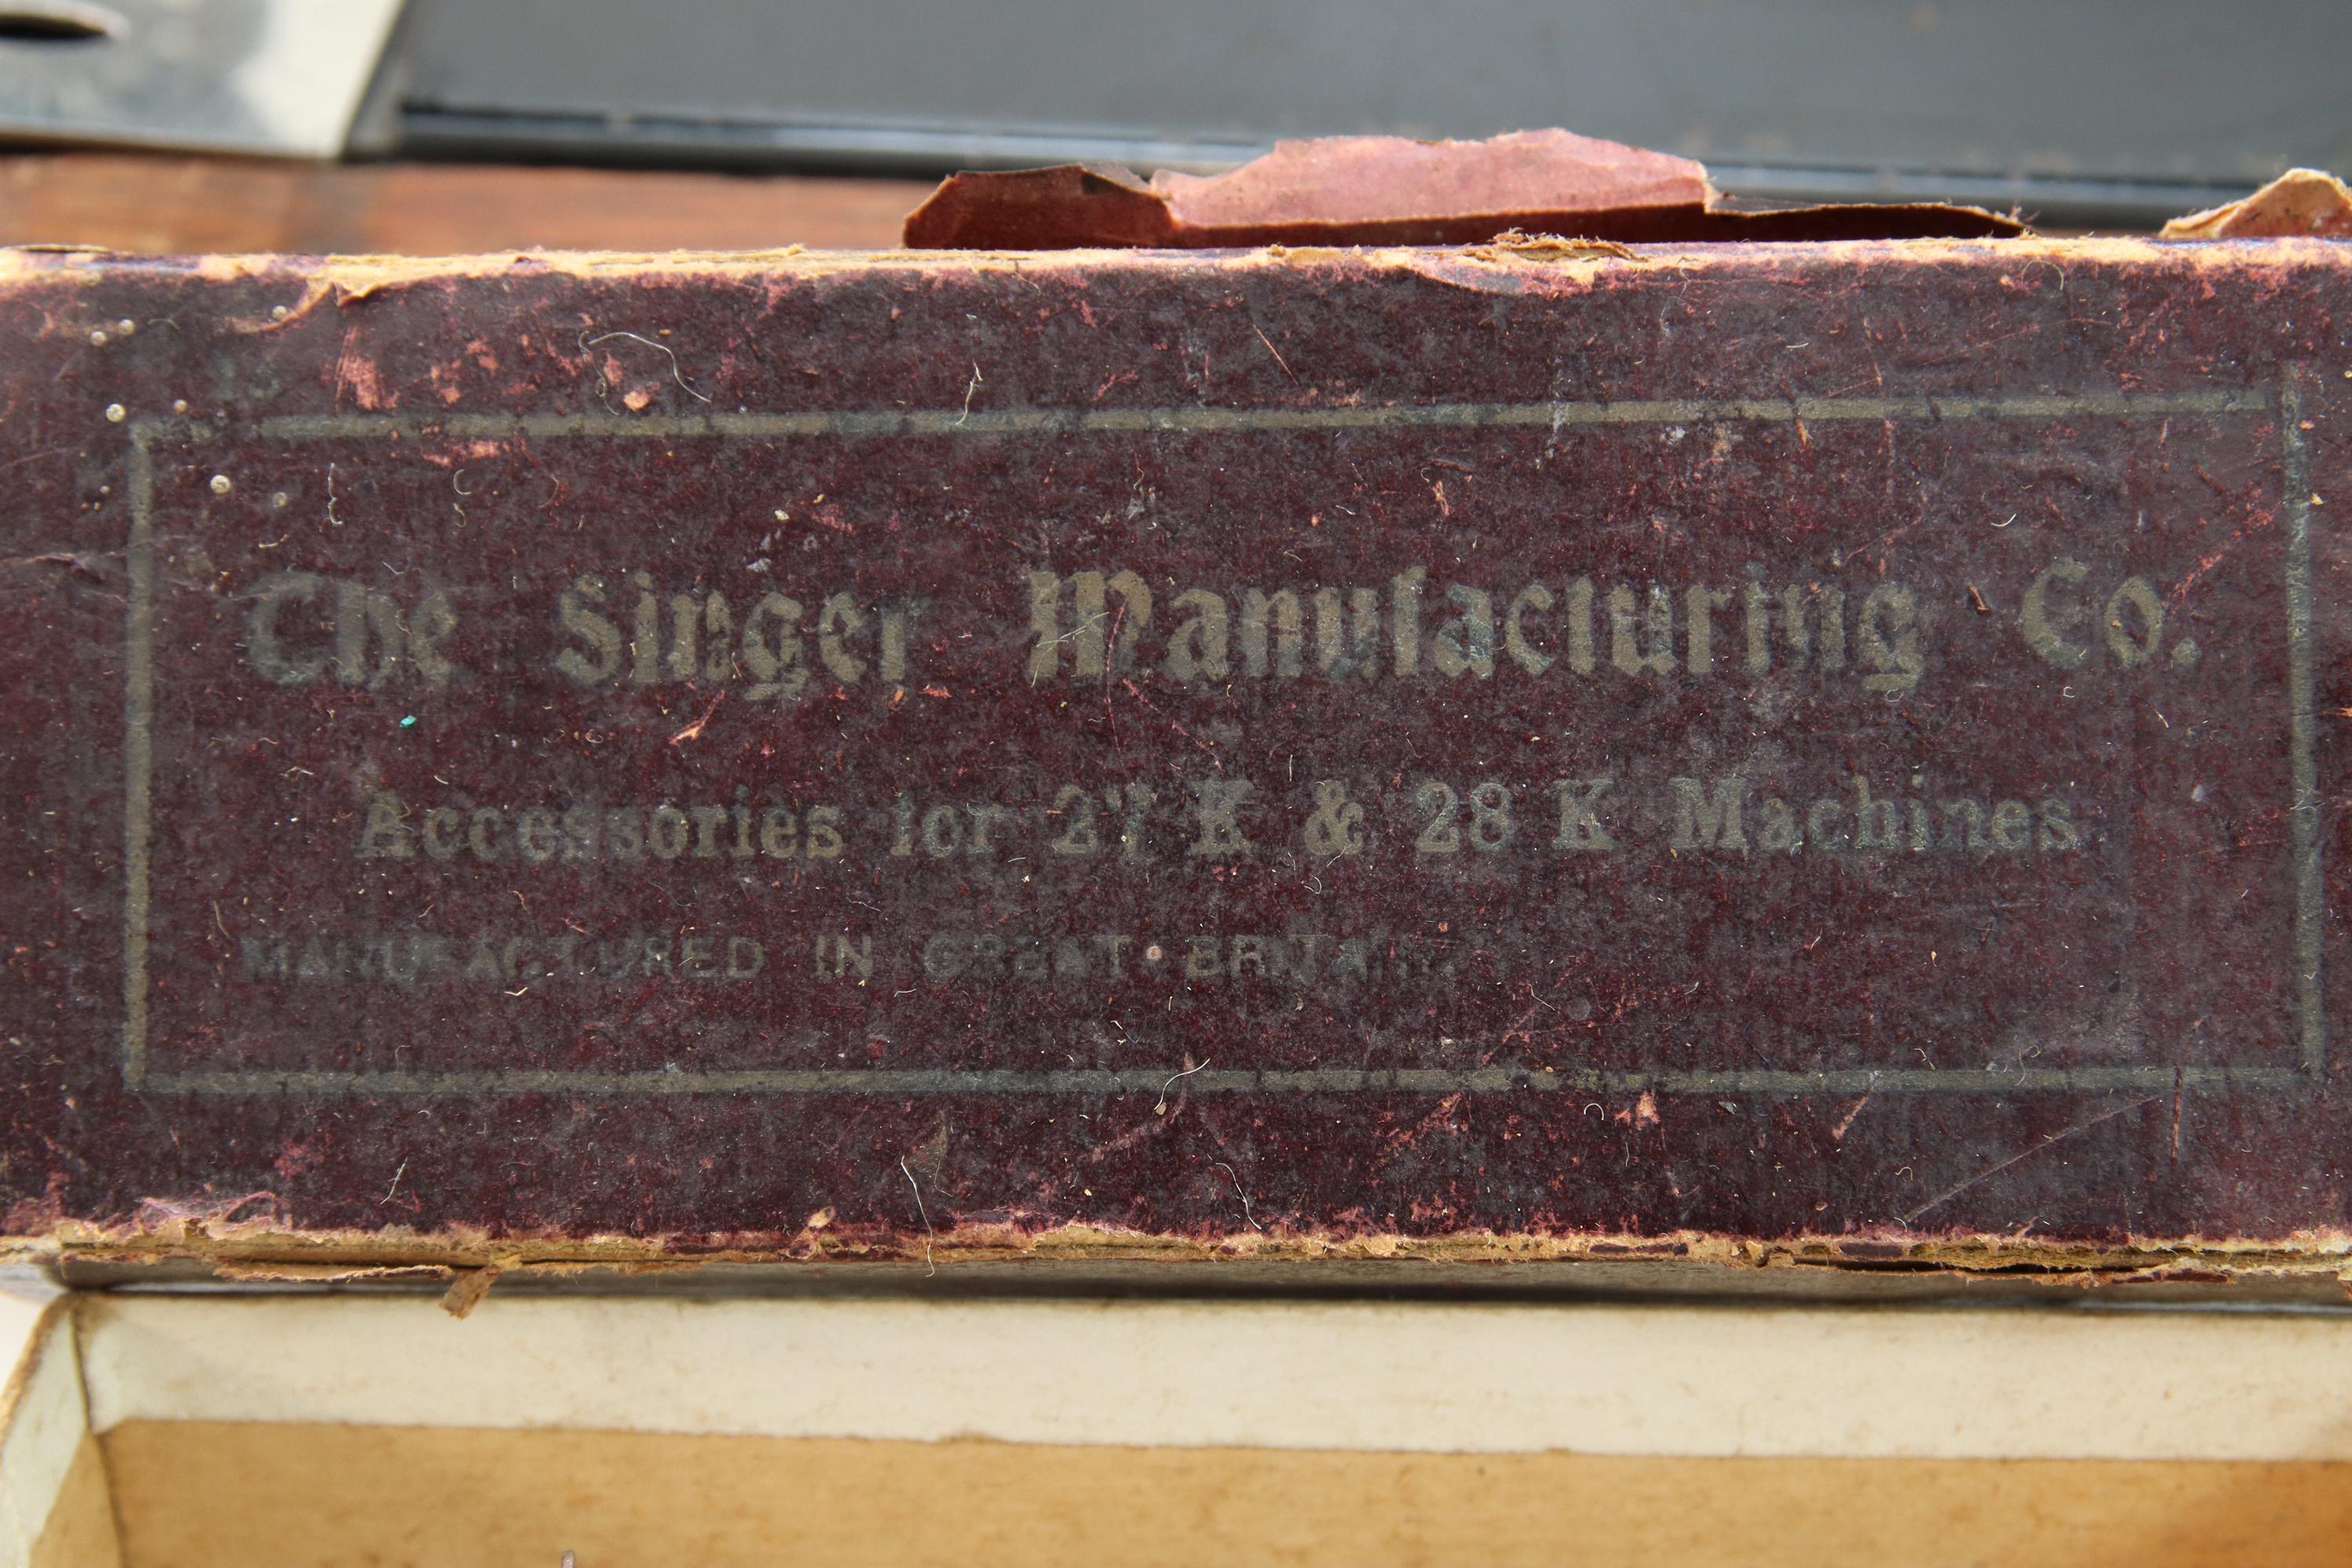 The Singer Manufacturing Co.
Accessories for 27 K & 28 K Machines
MANUFACTURED IN GREAT BRITAIN